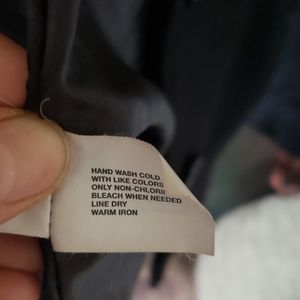 HAND WASH COLD
WITH LIKE COLORS
ONLY NON-CHLORI
BLEACH WHEN NEEDED
LINE DRY
WARM IRON